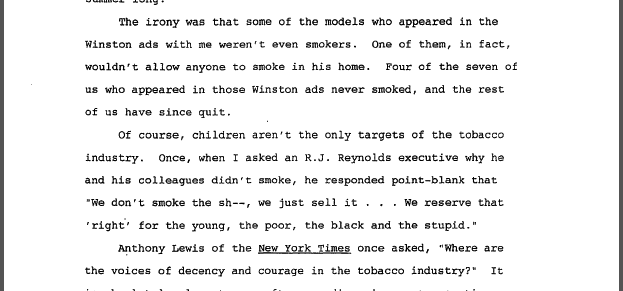 summer long.
The irony was that some of the models who appeared in the
Winston ads with me weren't even smokers. One of them, in fact,
wouldn't allow anyone to smoke in his home. Four of the seven of
us who appeared in those Winston ads never smoked, and the rest
of us have since quit.
Of course, children aren't the only targets of the tobacco
industry. Once, when I asked an R.J. Reynolds executive why he
and his colleagues didn't smoke, he responded point-blank that
"We don't smoke the sh--, we just sell it . . . We reserve that
'right' for the young, the poor, the black and the stupid."
Anthony Lewis of the New York Times once asked, "Where are
the voices of decency and courage in the tobacco industry?" It